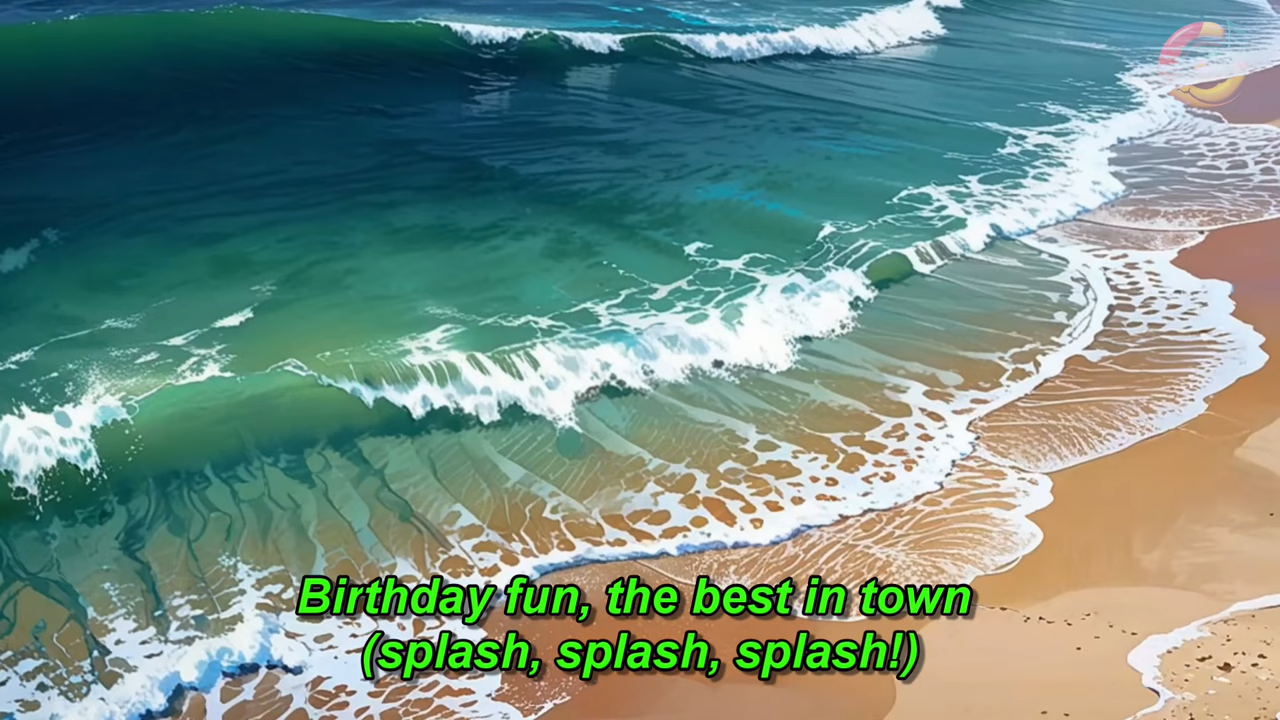 Birthday fun, the best in town
(splash, splash, splash!)